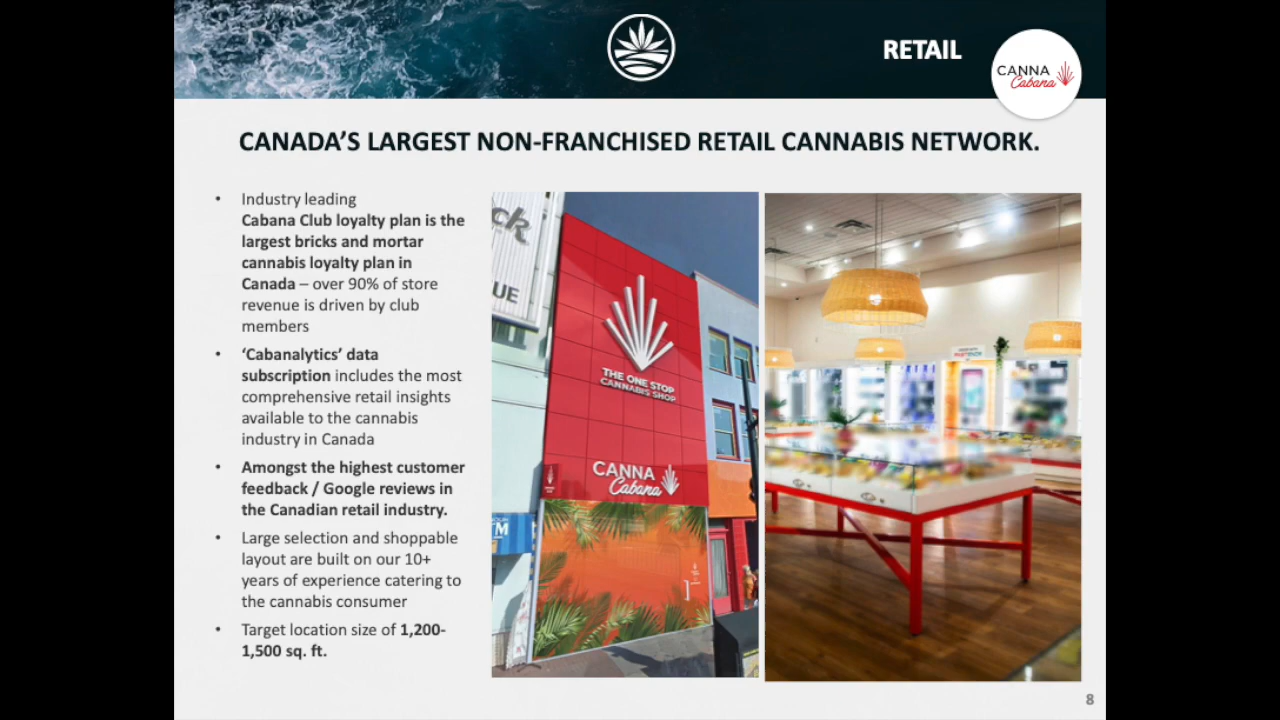 RETAIL
CANNA
Cabana
CANADA’S LARGEST NON-FRANCHISED RETAIL CANNABIS NETWORK.
• Industry leading
Cabana Club loyalty plan is the
largest bricks and mortar
cannabis loyalty plan in
Canada – over 90% of store
revenue is driven by club
members
• ‘Cabanalytics’ data
subscription includes the most
comprehensive retail insights
available to the cannabis
industry in Canada
• Amongst the highest customer
feedback / Google reviews in
the Canadian retail industry.
• Large selection and shoppable
layout are built on our 10+
years of experience catering to
the cannabis consumer
• Target location size of 1,200-
1,500 sq. ft.
ck
UE
THE ONE STOP
CANNABIS SHOP
CANNA
Cabana
8